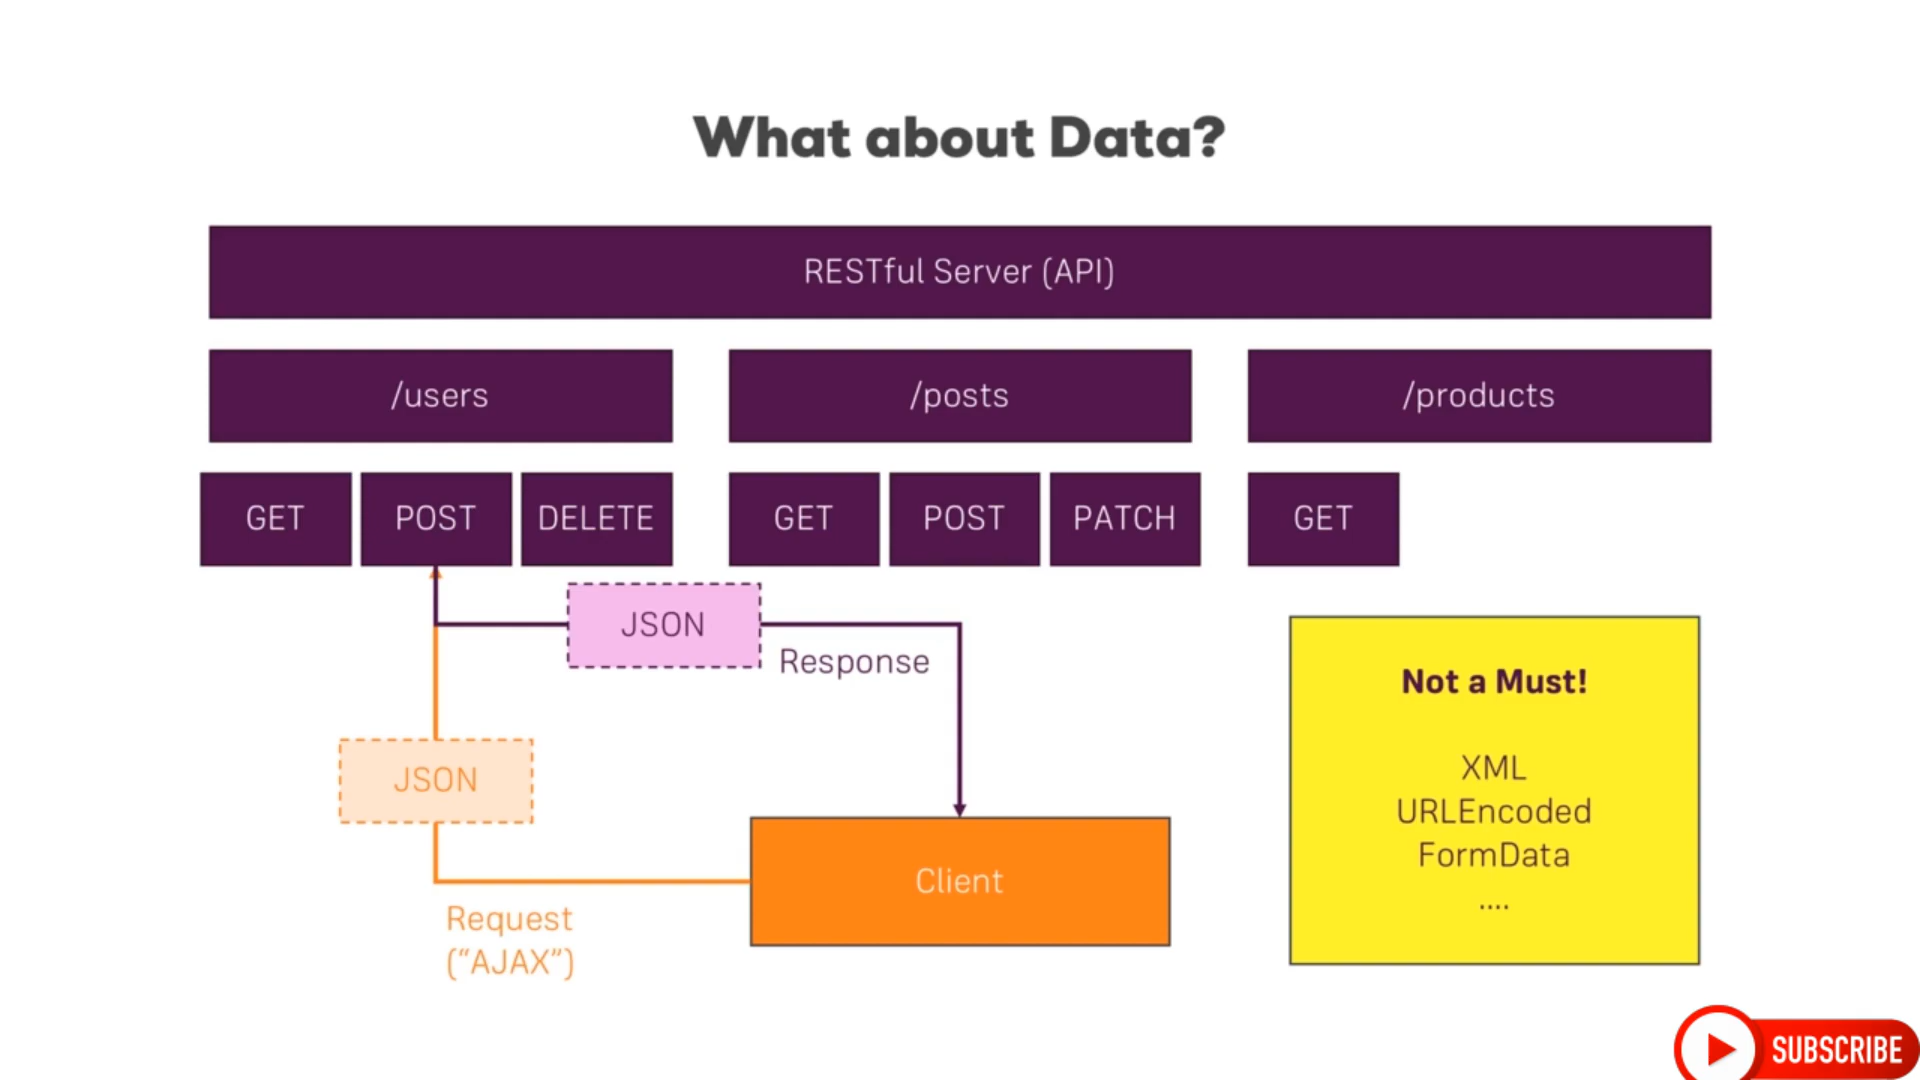 What about Data?
RESTful Server (API)
/users
/posts
/products
GET
POST
DELETE
GET
POST
PATCH
GET
JSON
Response
JSON
Request
(“AJAX”)
Client
Not a Must!
XML
URLEncoded
FormData
....
SUBSCRIBE